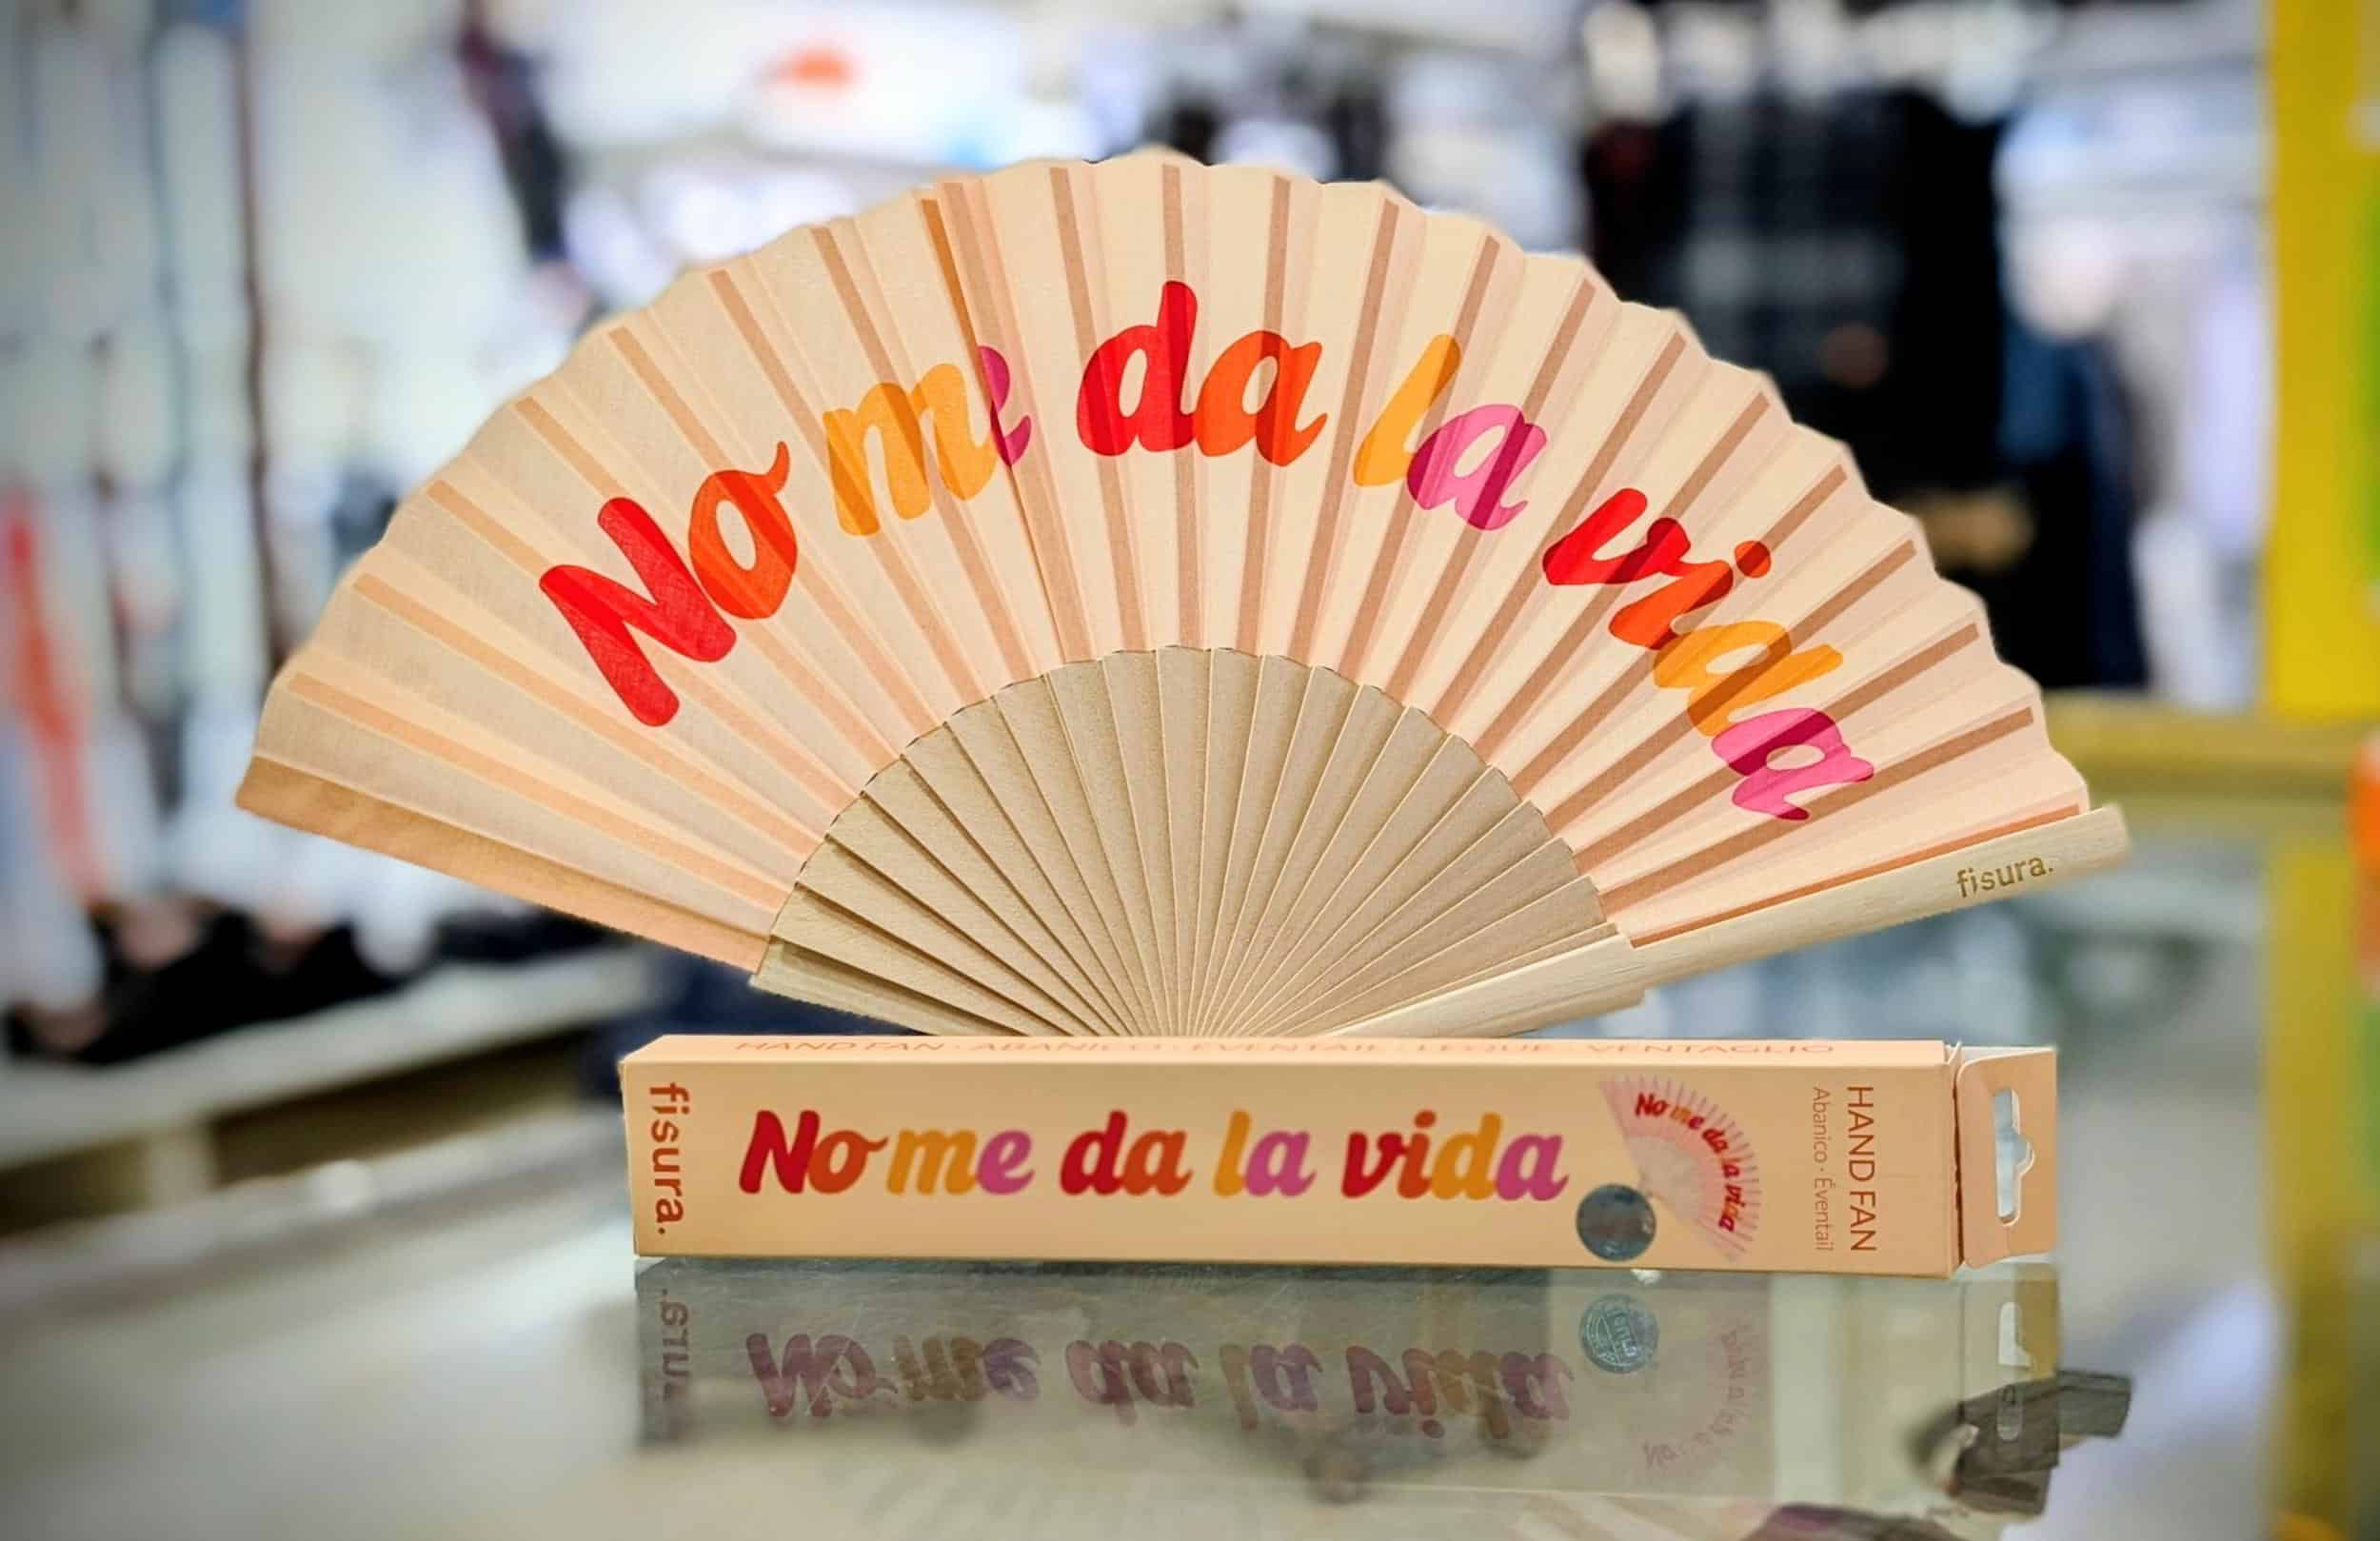 No me da la vida
fisura.
HAND FAN · ABANICO · ÉVENTAIL · LEQUE · VENTAGLIO
fisura.
No me da la vida
No me da la vida
HAND FAN
Abanico · Éventail